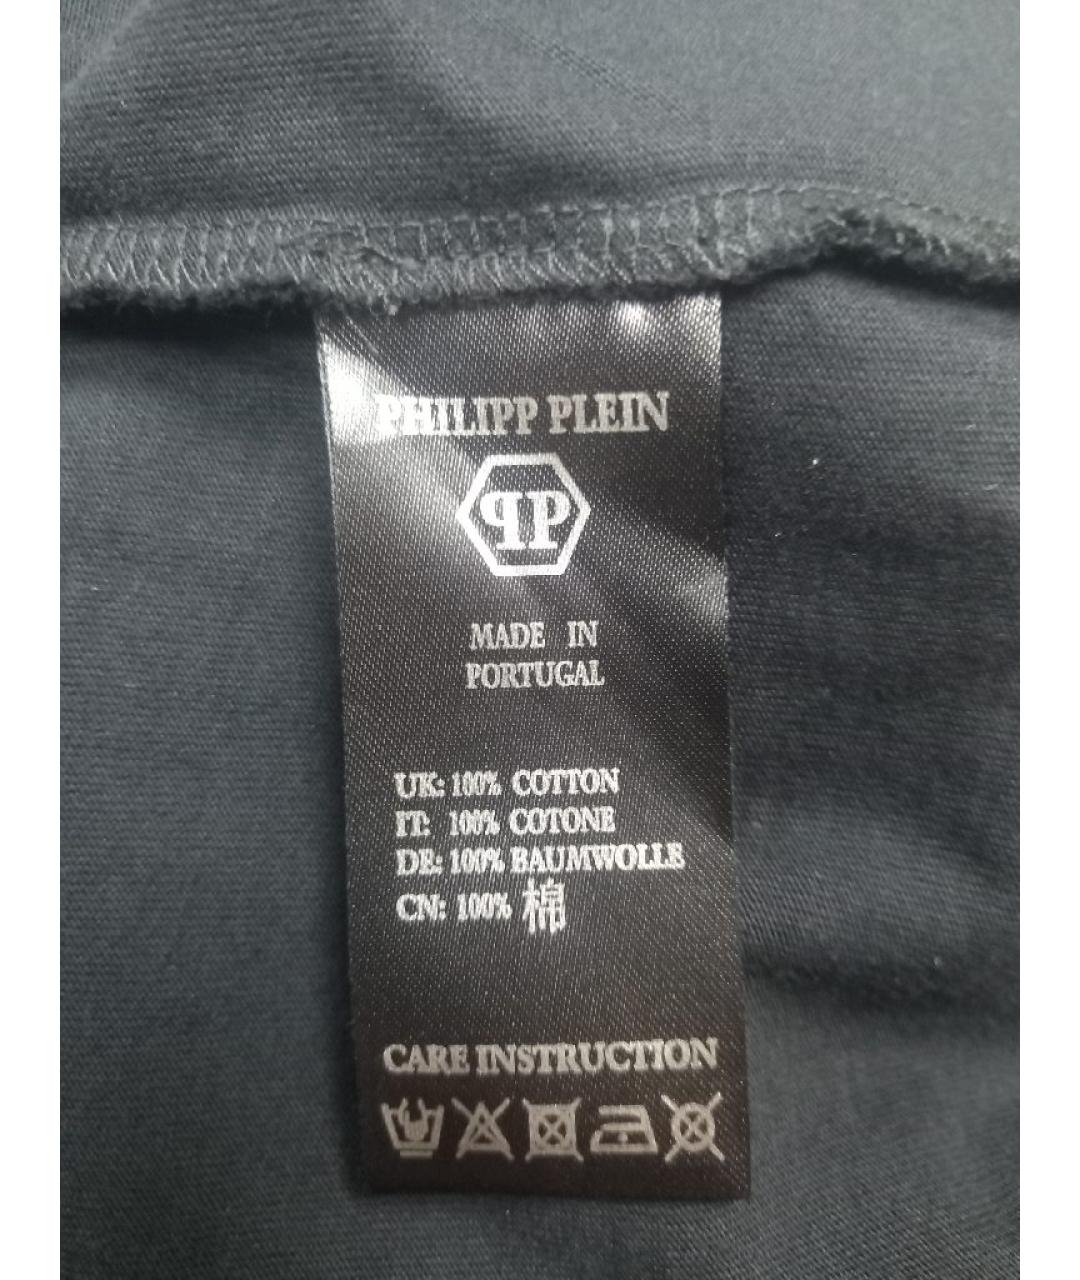 PHILIPP PLEIN
PP
MADE IN
PORTUGAL
UK: 100% COTTON
IT: 100% COTONE
DE: 100% BAUMWOLLE
CN: 100% 棉
CARE INSTRUCTION